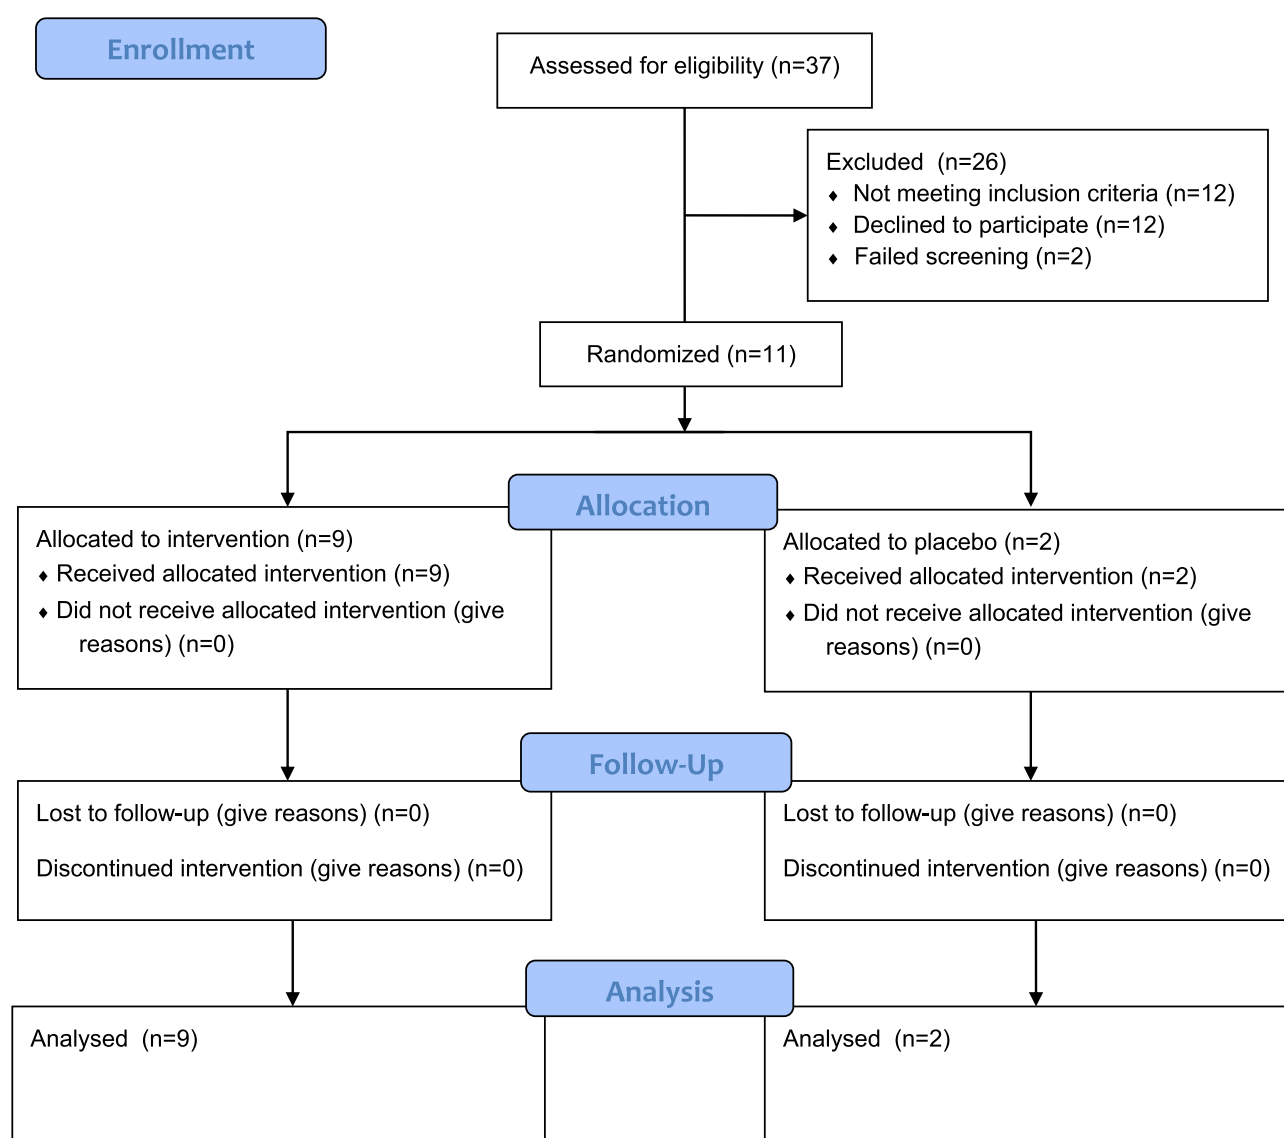 Enrollment
Assessed for eligibility (n=37)
Excluded (n=26)
♦ Not meeting inclusion criteria (n=12)
♦ Declined to participate (n=12)
♦ Failed screening (n=2)
Randomized (n=11)
Allocation
Allocated to intervention (n=9)
♦ Received allocated intervention (n=9)
♦ Did not receive allocated intervention (give
reasons) (n=0)
Allocated to placebo (n=2)
♦ Received allocated intervention (n=2)
♦ Did not receive allocated intervention (give
reasons) (n=0)
Follow-Up
Lost to follow-up (give reasons) (n=0)
Discontinued intervention (give reasons) (n=0)
Lost to follow-up (give reasons) (n=0)
Discontinued intervention (give reasons) (n=0)
Analysis
Analysed (n=9)
Analysed (n=2)